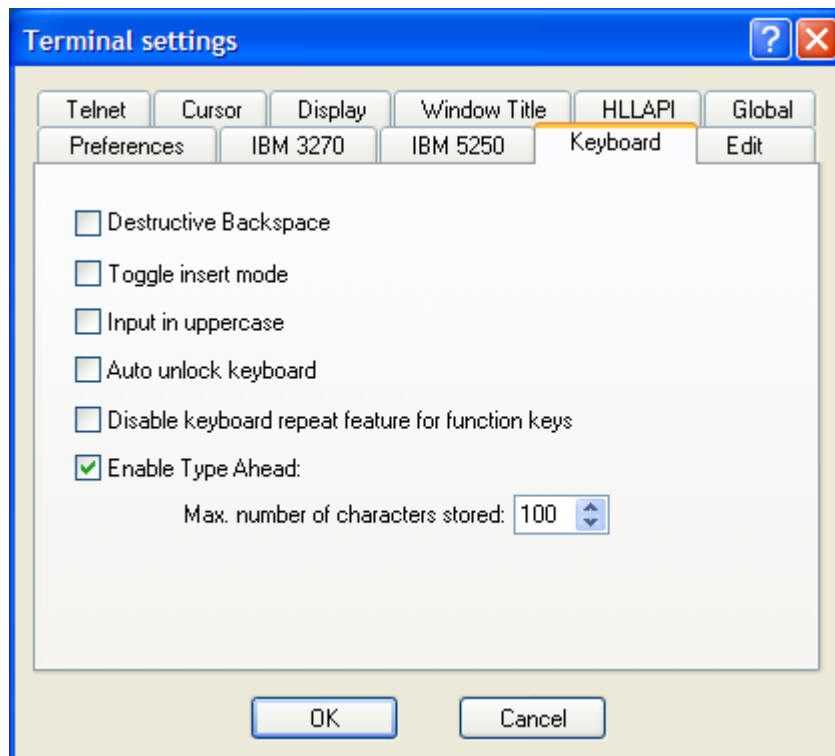 Terminal settings
?
Telnet Cursor Display Window Title HLLAPI Global
Preferences IBM 3270 IBM 5250 Keyboard Edit
Destructive Backspace
Toggle insert mode
Input in uppercase
Auto unlock keyboard
Disable keyboard repeat feature for function keys
Enable Type Ahead:
Max. number of characters stored: 100
OK Cancel